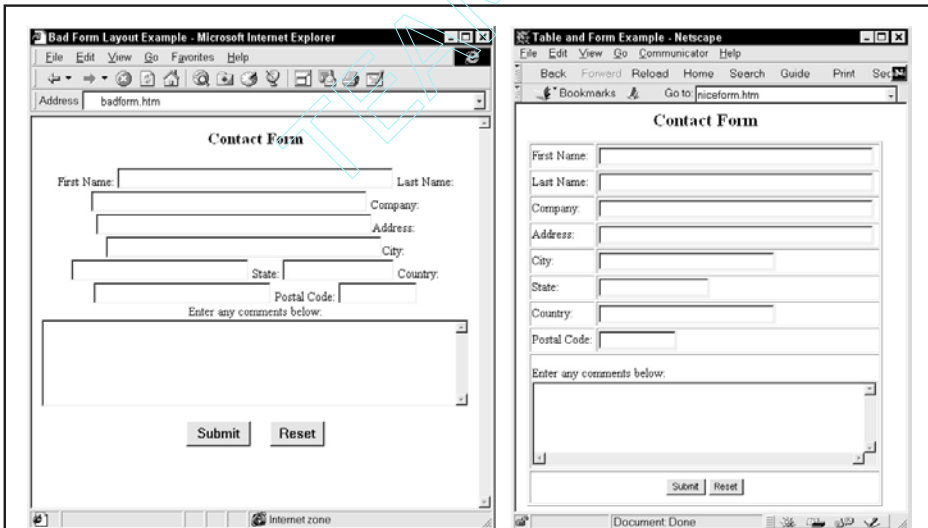 Bad Form Layout Example - Microsoft Internet Explorer
File Edit View Go Favorites Help
Address badform.htm
Contact Form
First Name: Last Name:
Company:
Address:
City:
State: Country:
Postal Code:
Enter any comments below:
Submit Reset
Internet zone
Table and Form Example - Netscape
File Edit View Go Communicator Help
Back Forward Reload Home Search Guide Print Sec
Bookmarks Go to: niceform.htm
Contact Form
First Name:
Last Name:
Company:
Address:
City:
State:
Country:
Postal Code:
Enter any comments below:
Submit Reset
Document: Done